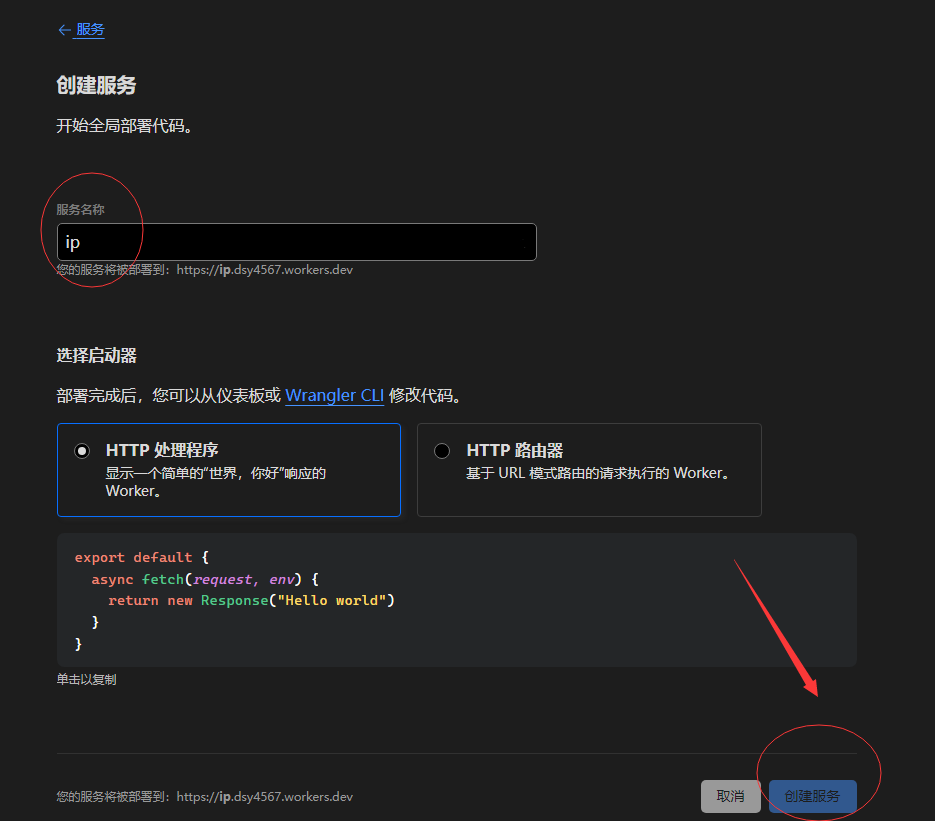 ← 服务
创建服务
开始全局部署代码。
服务名称
ip
您的服务将被部署到：https://ip.dsy4567.workers.dev
选择启动器
部署完成后，您可以从仪表板或 Wrangler CLI 修改代码。
HTTP 处理程序
显示一个简单的"世界，你好"响应的
Worker。
HTTP 路由器
基于 URL 模式路由的请求执行的 Worker。
export default {
  async fetch(request, env) {
    return new Response("Hello world")
  }
}
单击以复制
您的服务将被部署到：https://ip.dsy4567.workers.dev
取消
创建服务